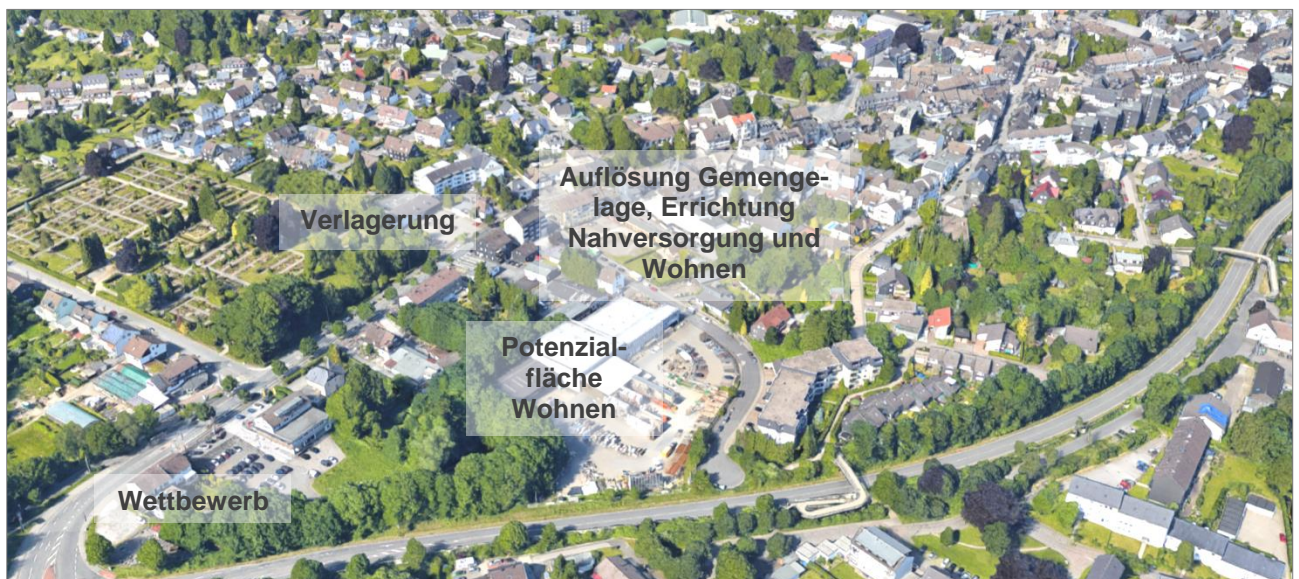 Auflösung Gemenge-
lage, Errichtung
Nahversorgung und
Wohnen
Verlagerung
Potenzial-
fläche
Wohnen
Wettbewerb